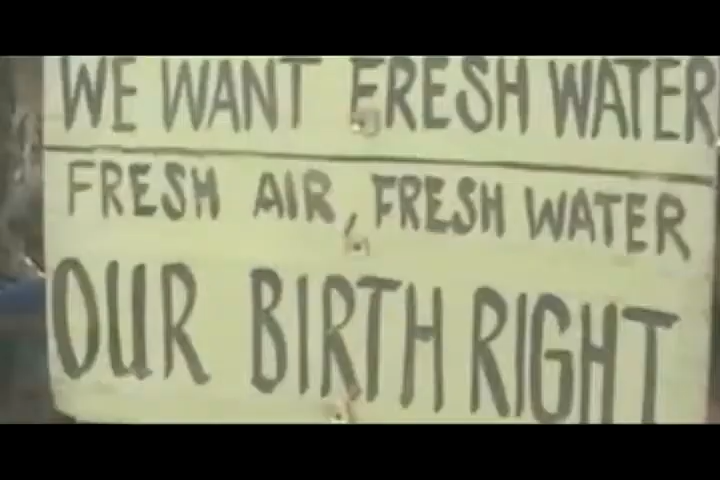 WE WANT FRESH WATER
FRESH AIR, FRESH WATER
OUR BIRTH RIGHT